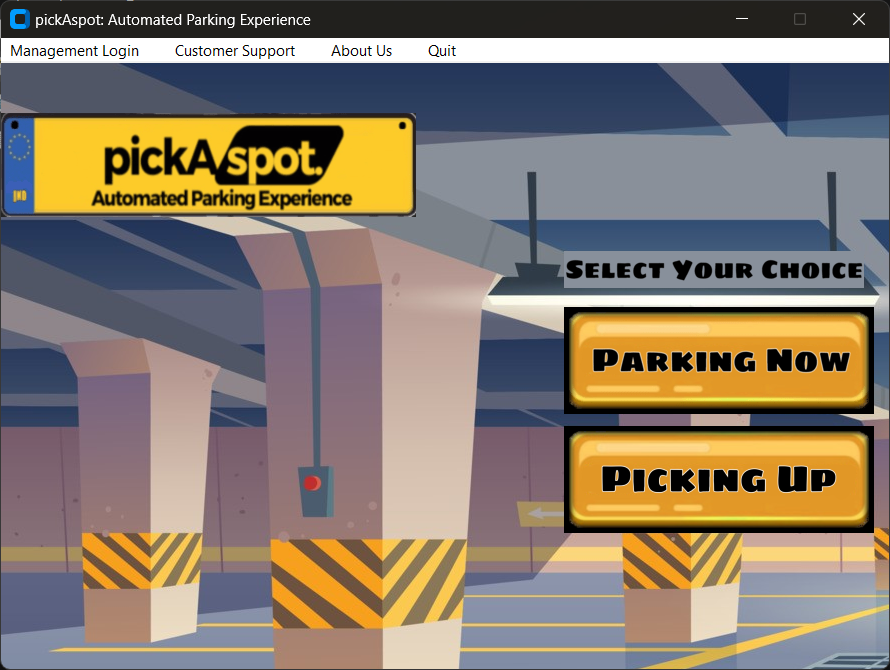 pickAspot: Automated Parking Experience
Management Login Customer Support About Us Quit
pickAspot.
Automated Parking Experience
Select Your Choice
Parking Now
Picking Up